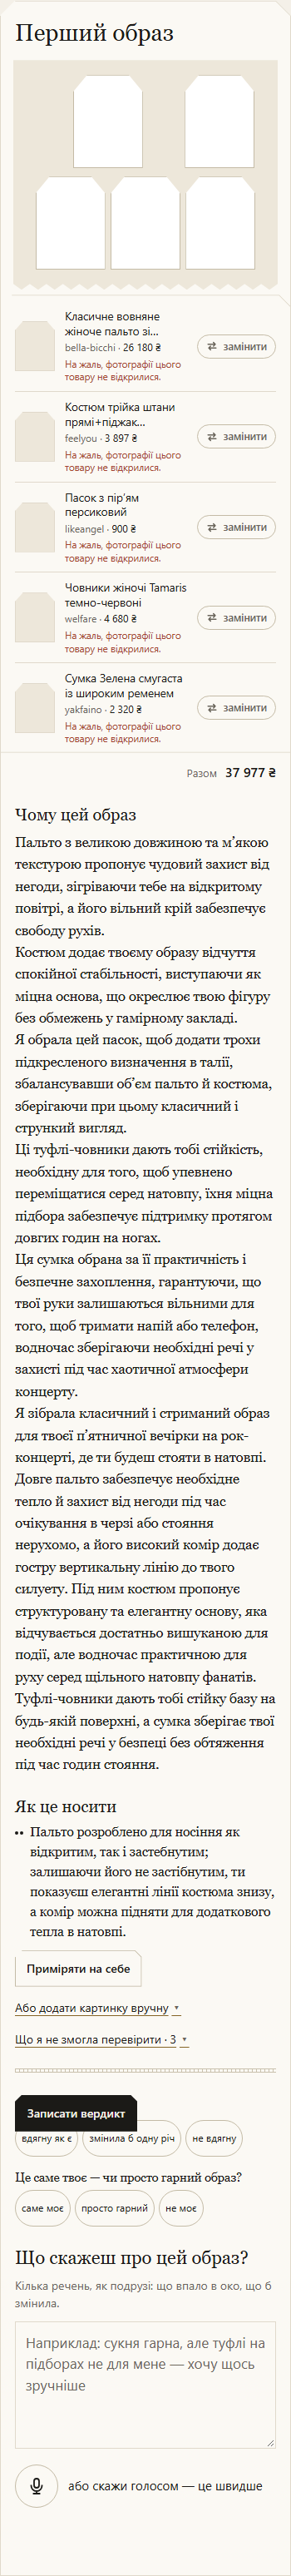 Перший образ
Класичне вовняне
жіноче пальто зі...
bella-bicchi · 26 180 ₴
На жаль, фотографії цього
товару не відкрилися.
замінити
Костюм трійка штани
прямі+піджак...
feelyou · 3 897 ₴
На жаль, фотографії цього
товару не відкрилися.
замінити
Пасок з пір'ям
персиковий
likeangel · 900 ₴
На жаль, фотографії цього
товару не відкрилися.
замінити
Човники жіночі Tamaris
темно-червоні
welfare · 4 680 ₴
На жаль, фотографії цього
товару не відкрилися.
замінити
Сумка Зелена смугаста
із широким ременем
yakfaino · 2 320 ₴
На жаль, фотографії цього
товару не відкрилися.
замінити
Разом 37 977 ₴
Чому цей образ
Пальто з великою довжиною та м’якою
текстурою пропонує чудовий захист від
негоди, зігріваючи тебе на відкритому
повітрі, а його вільний крій забезпечує
свободу рухів.
Костюм додає твоєму образу відчуття
спокійної стабільності, виступаючи як
міцна основа, що окреслює твою фігуру
без обмежень у гамірному закладі.
Я обрала цей пасок, щоб додати трохи
підкресленого визначення в талії,
збалансувавши об’єм пальто й костюма,
зберігаючи при цьому класичний і
стрункий вигляд.
Ці туфлі-човники дають тобі стійкість,
необхідну для того, щоб упевнено
переміщатися серед натовпу, їхня міцна
підбора забезпечує підтримку протягом
довгих годин на ногах.
Ця сумка обрана за її практичність і
безпечне захоплення, гарантуючи, що
твої руки залишаються вільними для
того, щоб тримати напій або телефон,
водночас зберігаючи необхідні речі у
захисті під час хаотичної атмосфери
концерту.
Я зібрала класичний і стриманий образ
для твоєї п’ятничної вечірки на рок-
концерті, де ти будеш стояти в натовпі.
Довге пальто забезпечує необхідне
тепло й захист від негоди під час
очікування в черзі або стояння
нерухомо, а його високий комір додає
гостру вертикальну лінію до твого
силуету. Під ним костюм пропонує
структуровану та елегантну основу, яка
відчувається достатньо вишуканою для
події, але водночас практичною для
руху серед щільного натовпу фанатів.
Туфлі-човники дають тобі стійку базу на
будь-якій поверхні, а сумка зберігає твої
необхідні речі у безпеці без обтяження
під час годин стояння.
Як це носити
Пальто розроблено для носіння як
відкритим, так і застебнутим;
залишаючи його не застібнутим, ти
показуєш елегантні лінії костюма знизу,
а комір можна підняти для додаткового
тепла в натовпі.
Приміряти на себе
Або додати картинку вручну
Що я не змогла перевірити · 3
Записати вердикт
вдягну як є
змінила б одну річ
не вдягну
Це саме твоє — чи просто гарний образ?
саме моє
просто гарний
не моє
Що скажеш про цей образ?
Кілька речень, як подрузі: що впало в око, що б
змінила.
Наприклад: сукня гарна, але туфлі на
підборах не для мене — хочу щось
зручніше
або скажи голосом — це швидше